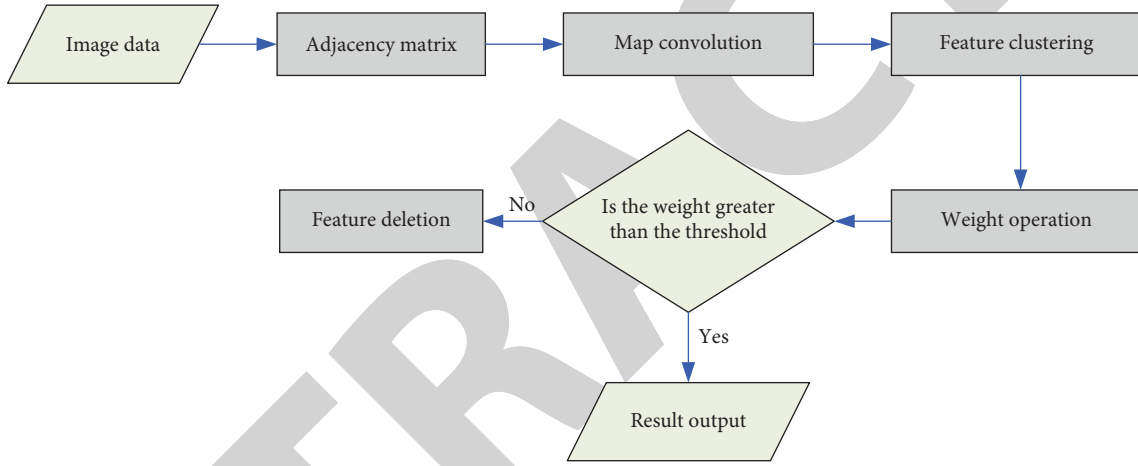 Image data
Adjacency matrix
Map convolution
Feature clustering
Feature deletion
No
Is the weight greater
than the threshold
Weight operation
Yes
Result output
TRAC